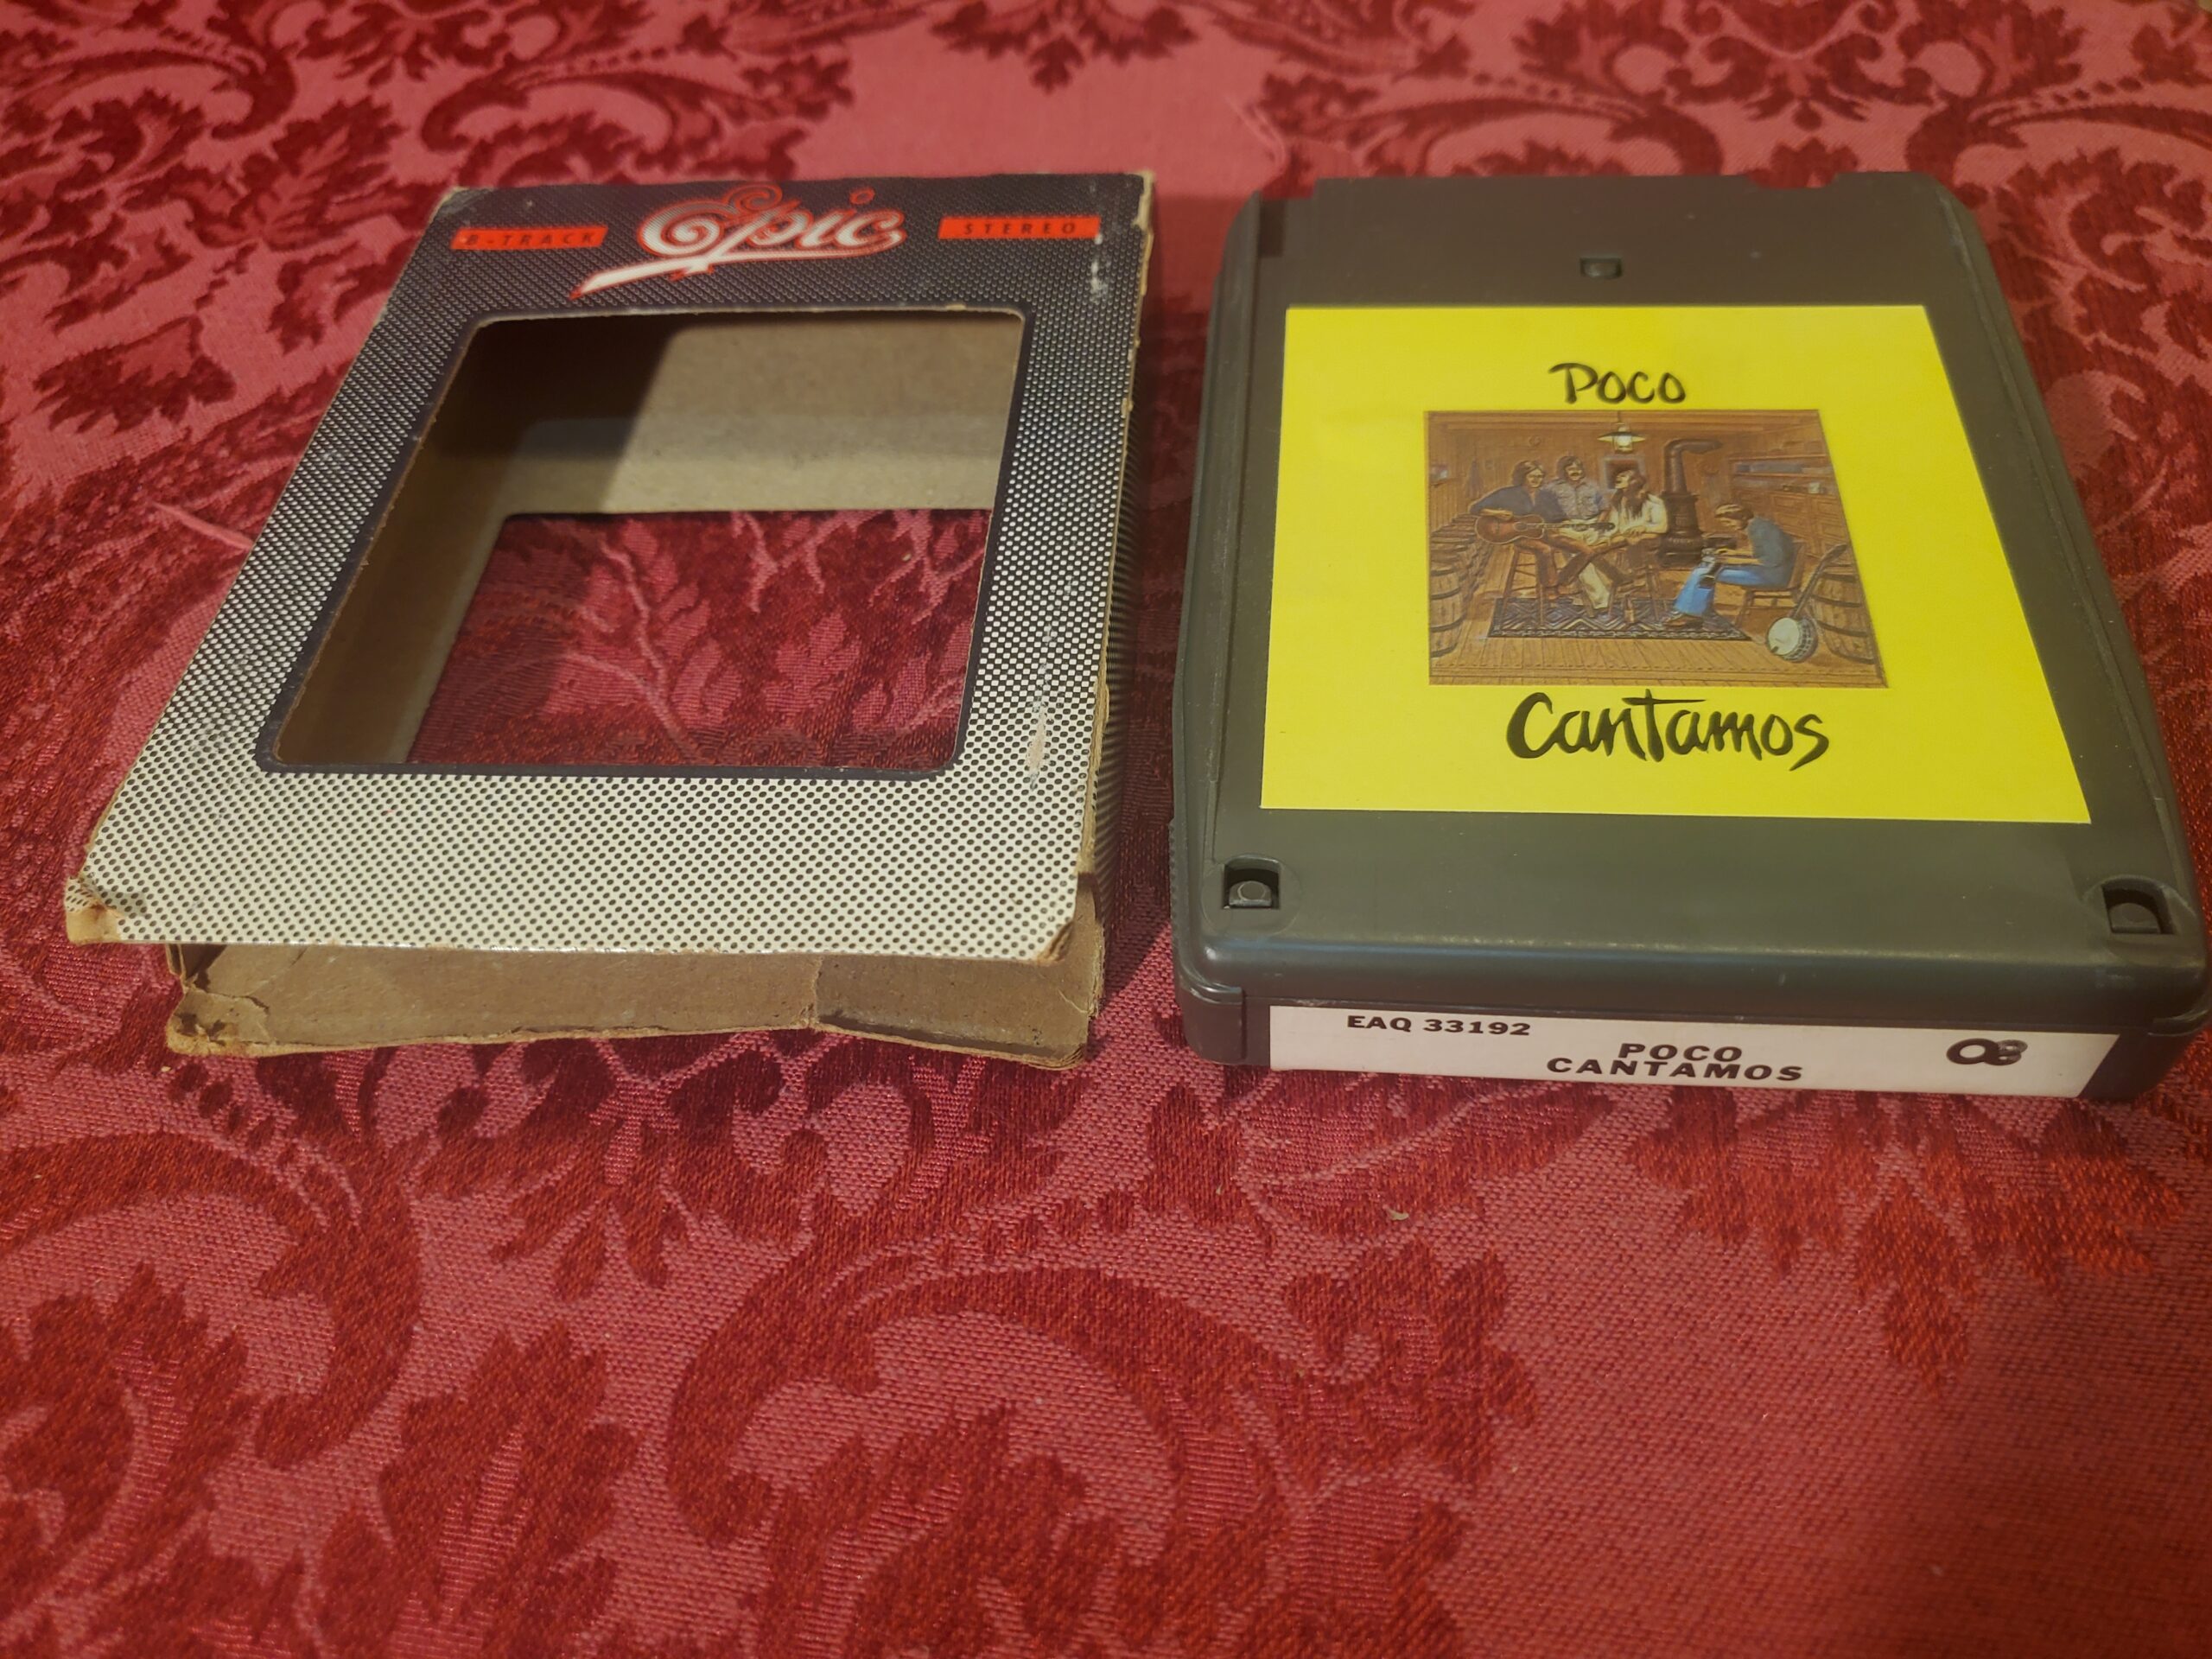 8-TRACK Epic STEREO
Poco
Cantamos
EAQ 33192
POCO
CANTAMOS